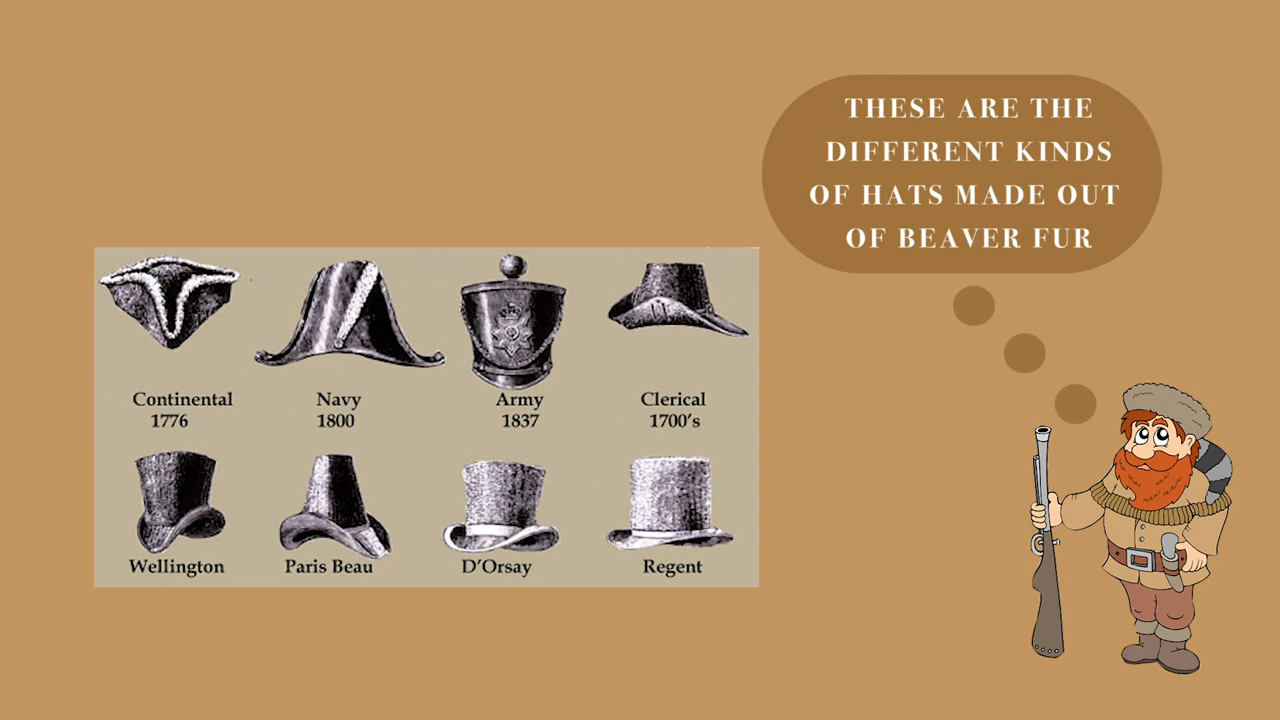 THESE ARE THE
DIFFERENT KINDS
OF HATS MADE OUT
OF BEAVER FUR
Continental Navy Army Clerical
1776 1800 1837 1700's
Wellington Paris Beau D'Orsay Regent